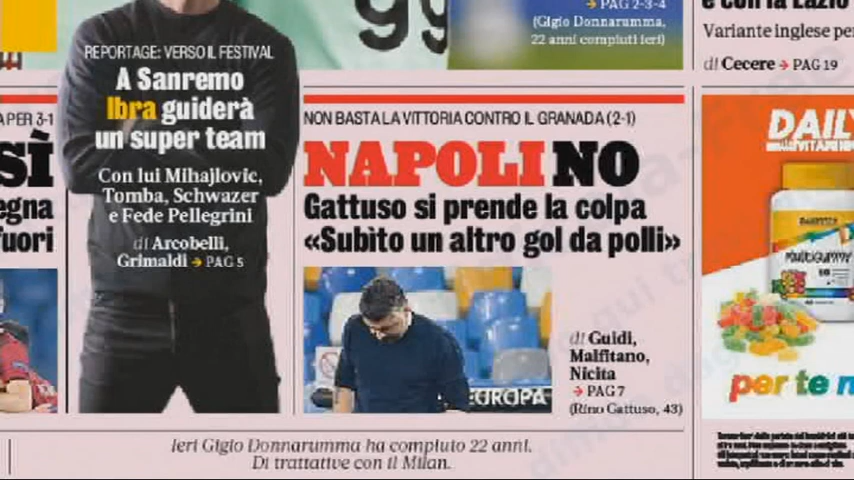 PAG 2-3-4
(Gigio Donnarumma,
22 anni compiuti ieri)
e con la Lazio
Variante inglese per
di Cecere → PAG 19
REPORTAGE: VERSO IL FESTIVAL
A Sanremo
Ibra guiderà
un super team
Con lui Mihajlovic,
Tomba, Schwazer
e Fede Pellegrini
di Arcobelli,
Grimaldi → PAG 5
A PER 3-1
SÌ
egna
fuori
NON BASTA LA VITTORIA CONTRO IL GRANADA (2-1)
NAPOLI NO
Gattuso si prende la colpa
«Subìto un altro gol da polli»
EUROPA
di Guidi,
Malfitano,
Nicita
→ PAG 7
(Rino Gattuso, 43)
DAILY
MULTIGUMMY
per te
Ieri Gigio Donnarumma ha compiuto 22 anni.
Di trattative con il Milan.